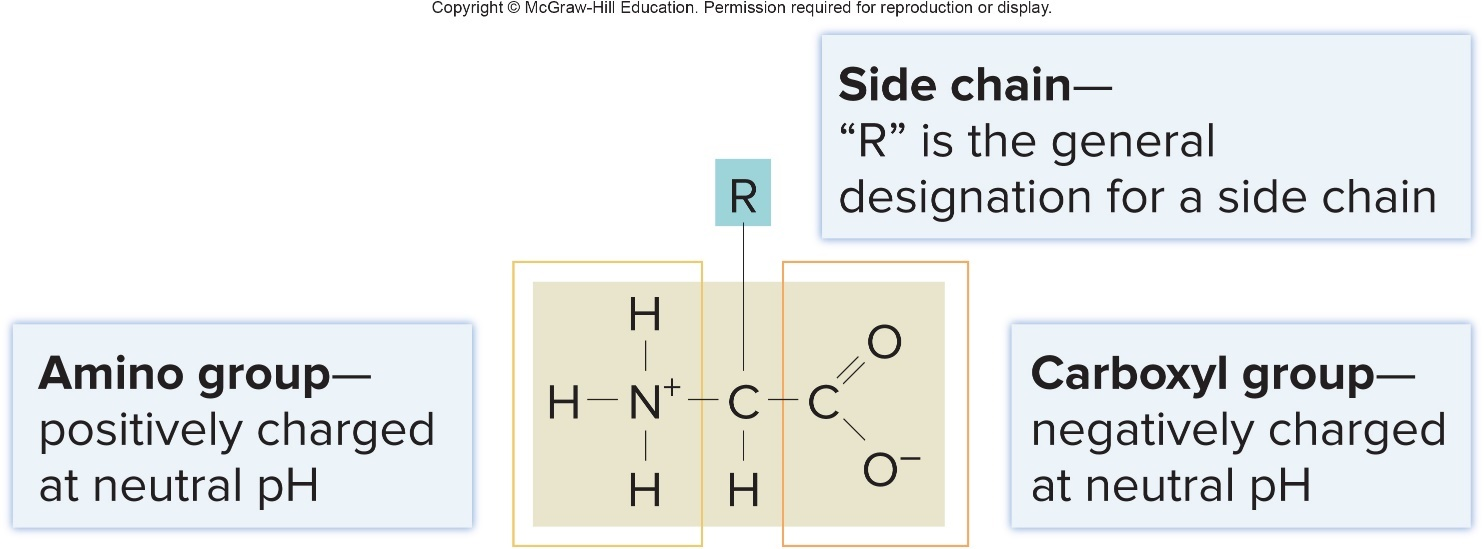 Copyright © McGraw-Hill Education. Permission required for reproduction or display.
Side chain—
“R” is the general
designation for a side chain
R
Amino group—
positively charged
at neutral pH
H
H N⁺ C C
H H
O
O⁻
Carboxyl group—
negatively charged
at neutral pH